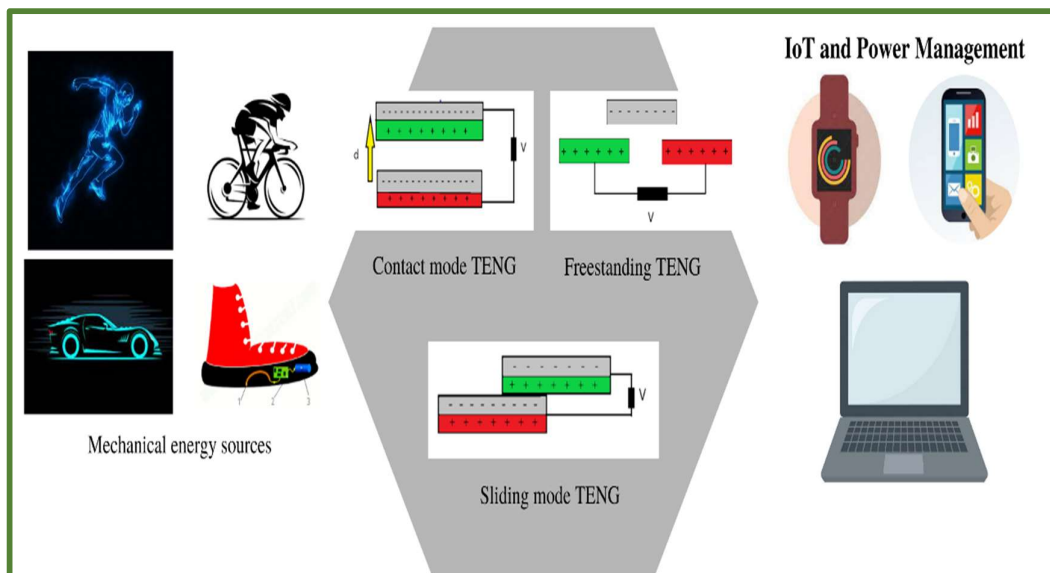 IoT and Power Management
d
V
V
Contact mode TENG
Freestanding TENG
V
1 2 3
Mechanical energy sources
Sliding mode TENG